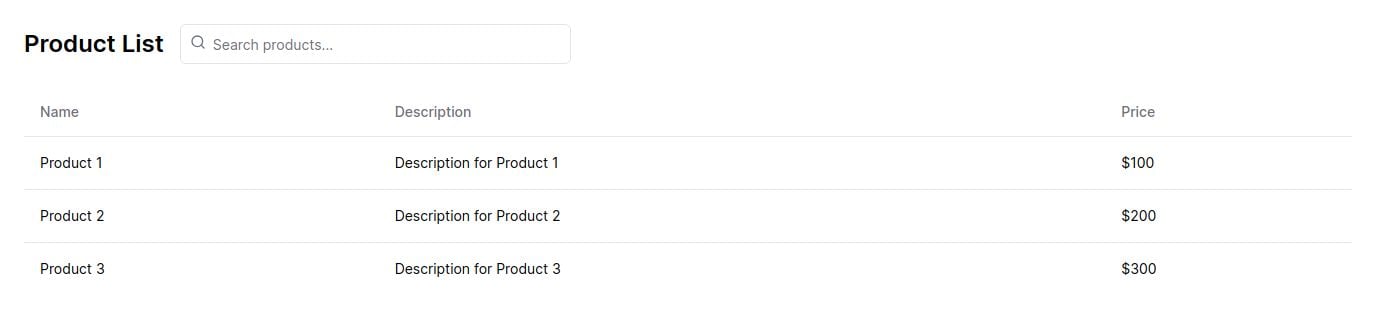 Product List Search products...
Name Description Price
Product 1 Description for Product 1 $100
Product 2 Description for Product 2 $200
Product 3 Description for Product 3 $300